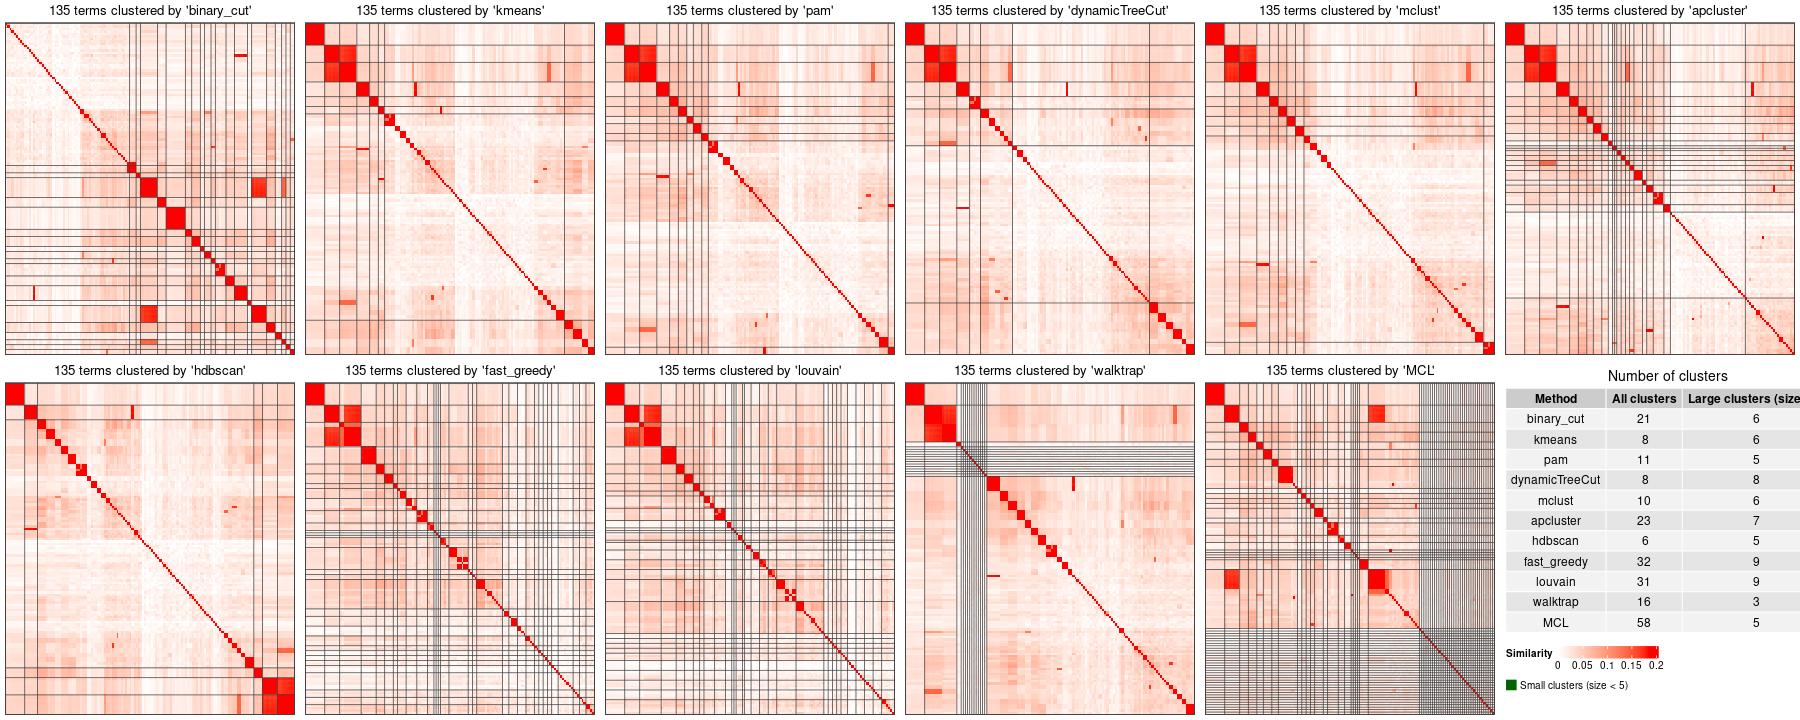 135 terms clustered by 'binary_cut'
135 terms clustered by 'kmeans'
135 terms clustered by 'pam'
135 terms clustered by 'dynamicTreeCut'
135 terms clustered by 'mclust'
135 terms clustered by 'apcluster'
135 terms clustered by 'hdbscan'
135 terms clustered by 'fast_greedy'
135 terms clustered by 'louvain'
135 terms clustered by 'walktrap'
135 terms clustered by 'MCL'
Number of clusters
Method All clusters Large clusters (size
binary_cut 21 6
kmeans 8 6
pam 11 5
dynamicTreeCut 8 8
mclust 10 6
apcluster 23 7
hdbscan 6 5
fast_greedy 32 9
louvain 31 9
walktrap 16 3
MCL 58 5
Similarity
0 0.05 0.1 0.15 0.2
Small clusters (size < 5)